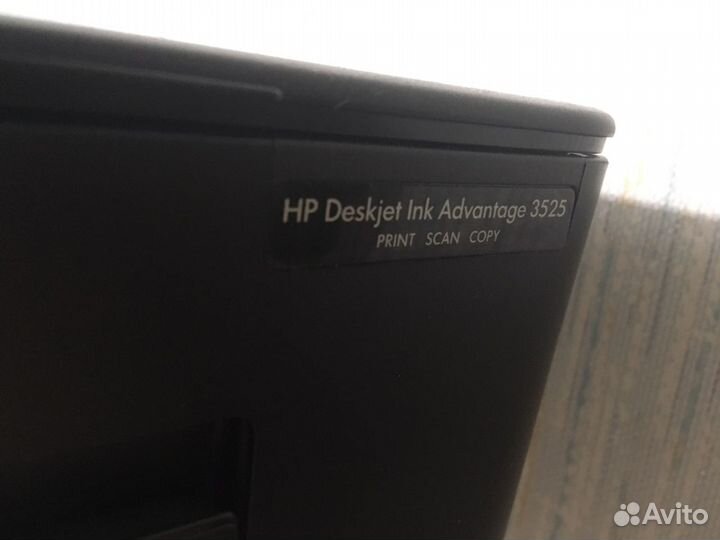 HP Deskjet Ink Advantage 3525
PRINT SCAN COPY
Avito